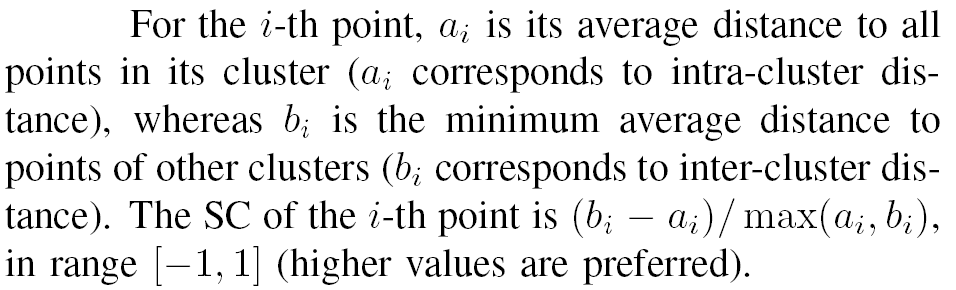 For the i-th point, a_i is its average distance to all
points in its cluster (a_i corresponds to intra-cluster dis-
tance), whereas b_i is the minimum average distance to
points of other clusters (b_i corresponds to inter-cluster dis-
tance). The SC of the i-th point is (b_i − a_i)/ max(a_i, b_i),
in range [−1, 1] (higher values are preferred).